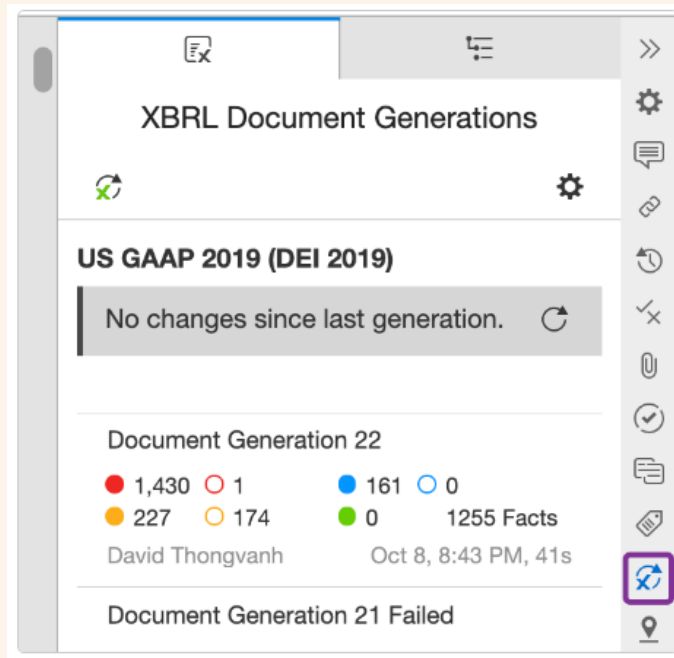 XBRL Document Generations
US GAAP 2019 (DEI 2019)
No changes since last generation.
Document Generation 22
1,430 1 161 0
227 174 0 1255 Facts
David Thongvanh Oct 8, 8:43 PM, 41s
Document Generation 21 Failed